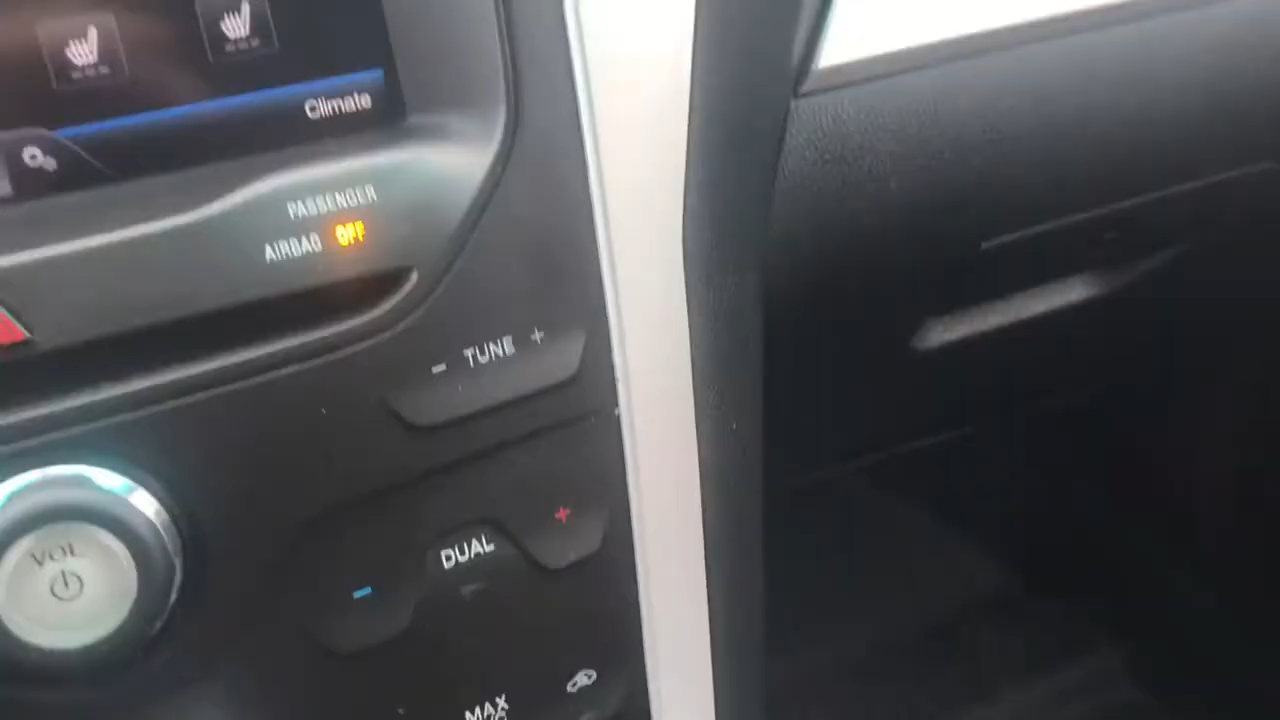 Climate
PASSENGER
AIRBAG OFF
- TUNE +
VOL
- DUAL +
MAX